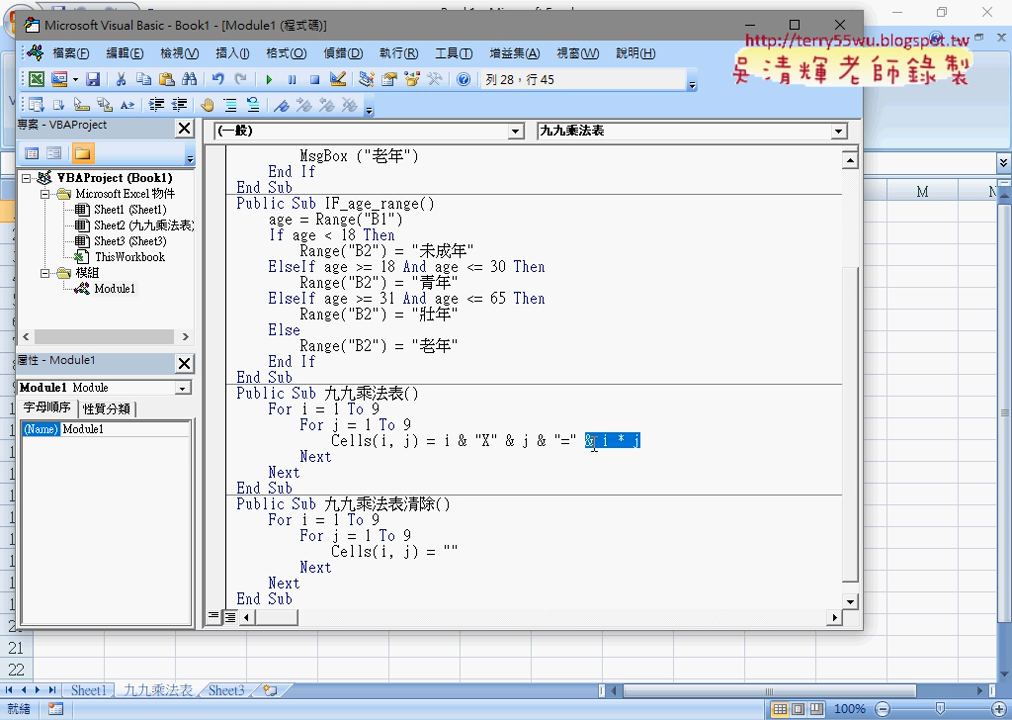 Microsoft Visual Basic - Book1 - [Module1 (程式碼)]
http://terry55wu.blogspot.tw
吳清輝老師錄製
檔案(F) 編輯(E) 檢視(V) 插入(I) 格式(O) 偵錯(D) 執行(R) 工具(T) 增益集(A) 視窗(W) 說明(H)
列 28，行 45
專案 - VBAProject
(一般) 九九乘法表
VBAProject (Book1)
Microsoft Excel 物件
Sheet1 (Sheet1)
Sheet2 (九九乘法表)
Sheet3 (Sheet3)
ThisWorkbook
模組
Module1
屬性 - Module1
Module1 Module
字母順序 性質分類
(Name) Module1
MsgBox ("老年")
End If
End Sub
Public Sub IF_age_range()
age = Range("B1")
If age < 18 Then
Range("B2") = "未成年"
ElseIf age >= 18 And age <= 30 Then
Range("B2") = "青年"
ElseIf age >= 31 And age <= 65 Then
Range("B2") = "壯年"
Else
Range("B2") = "老年"
End If
End Sub
Public Sub 九九乘法表()
For i = 1 To 9
For j = 1 To 9
Cells(i, j) = i & "X" & j & "=" & i * j
Next
Next
End Sub
Public Sub 九九乘法表清除()
For i = 1 To 9
For j = 1 To 9
Cells(i, j) = ""
Next
Next
End Sub
M
21
22
Sheet1 九九乘法表 Sheet3
就緒
100%